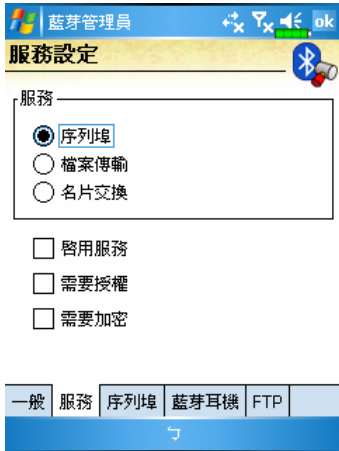 藍芽管理員
ok
服務設定
服務
序列埠
檔案傳輸
名片交換
啓用服務
需要授權
需要加密
一般 服務 序列埠 藍芽耳機 FTP
ㄅ